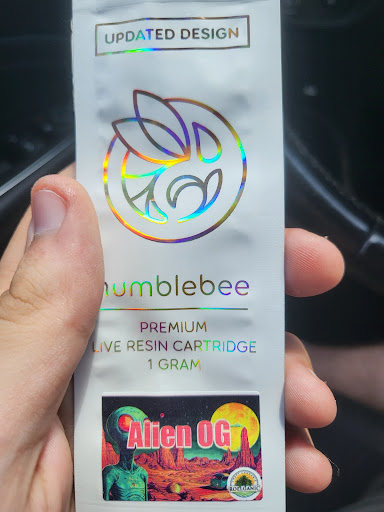 UPDATED DESIGN
humblebee
PREMIUM
LIVE RESIN CARTRIDGE
1 GRAM
Alien OG